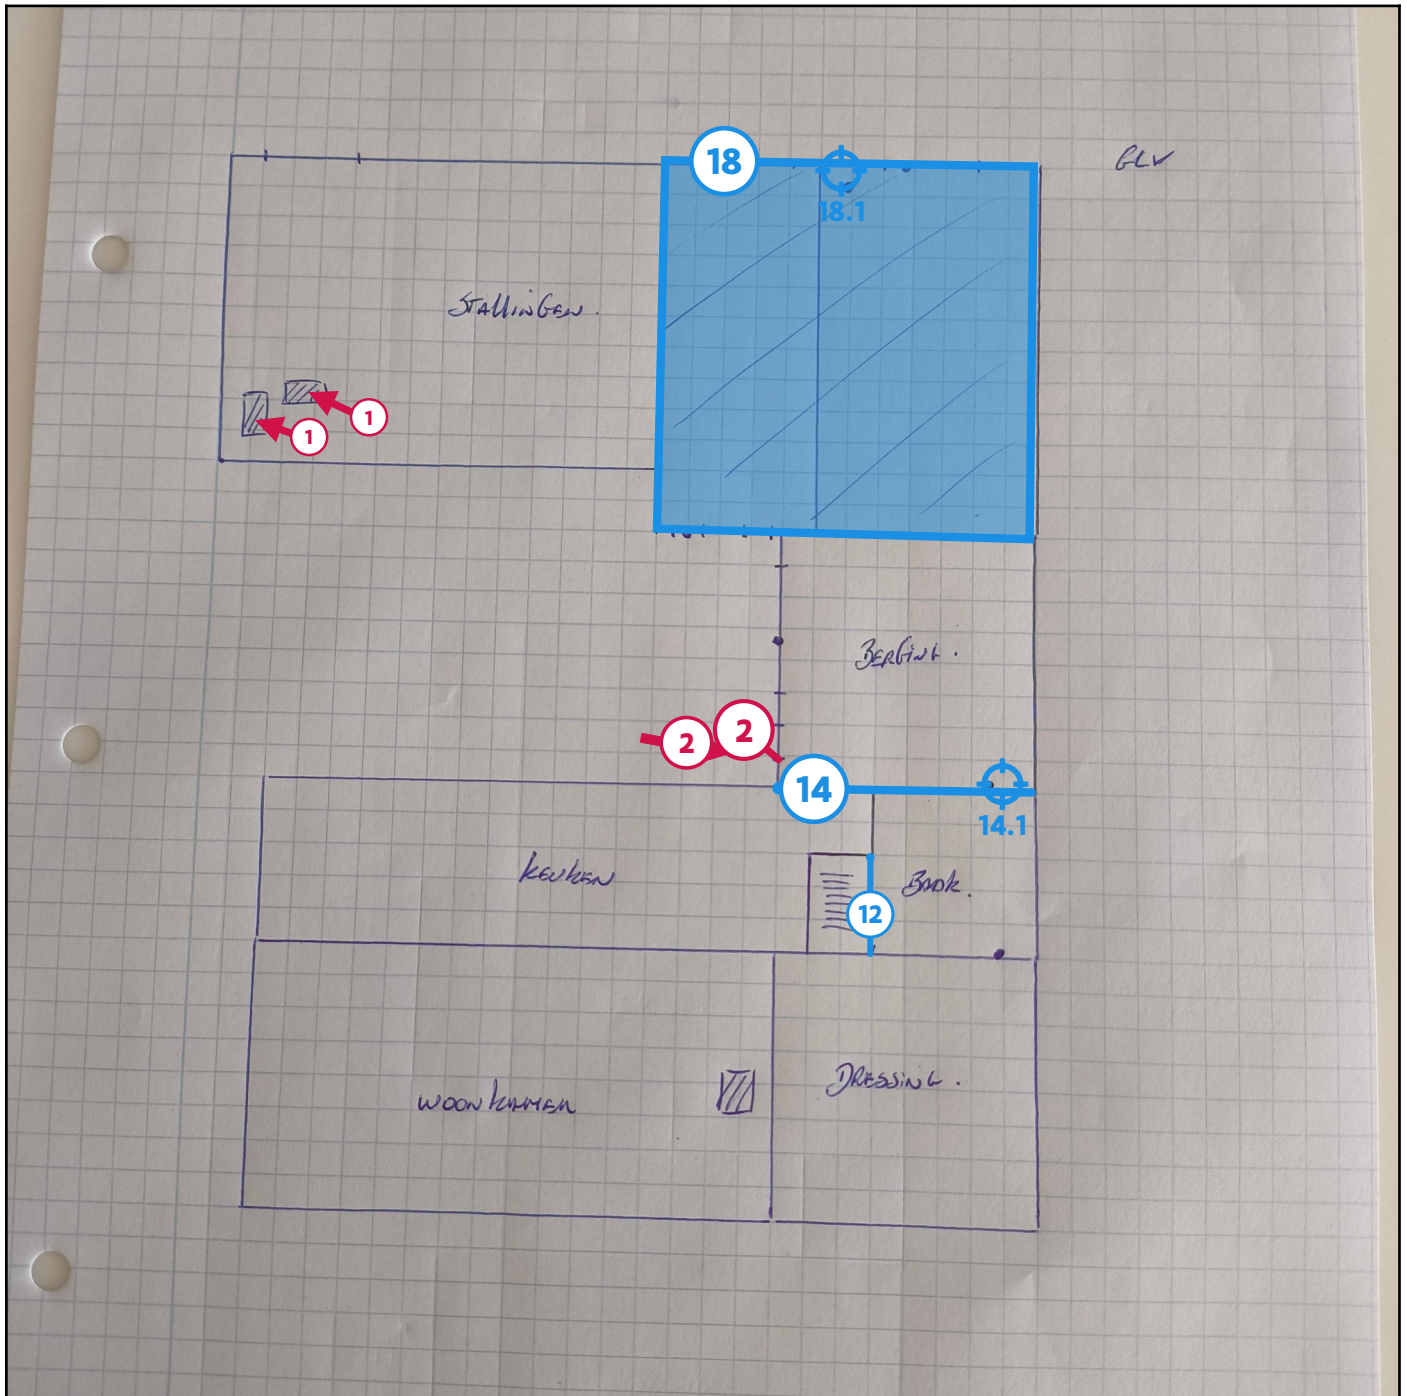 GLV
18
18.1
Stallingen.
1
1
Berging.
2
2
14
14.1
Keuken
Badk.
12
Woonkamer
Dressing.